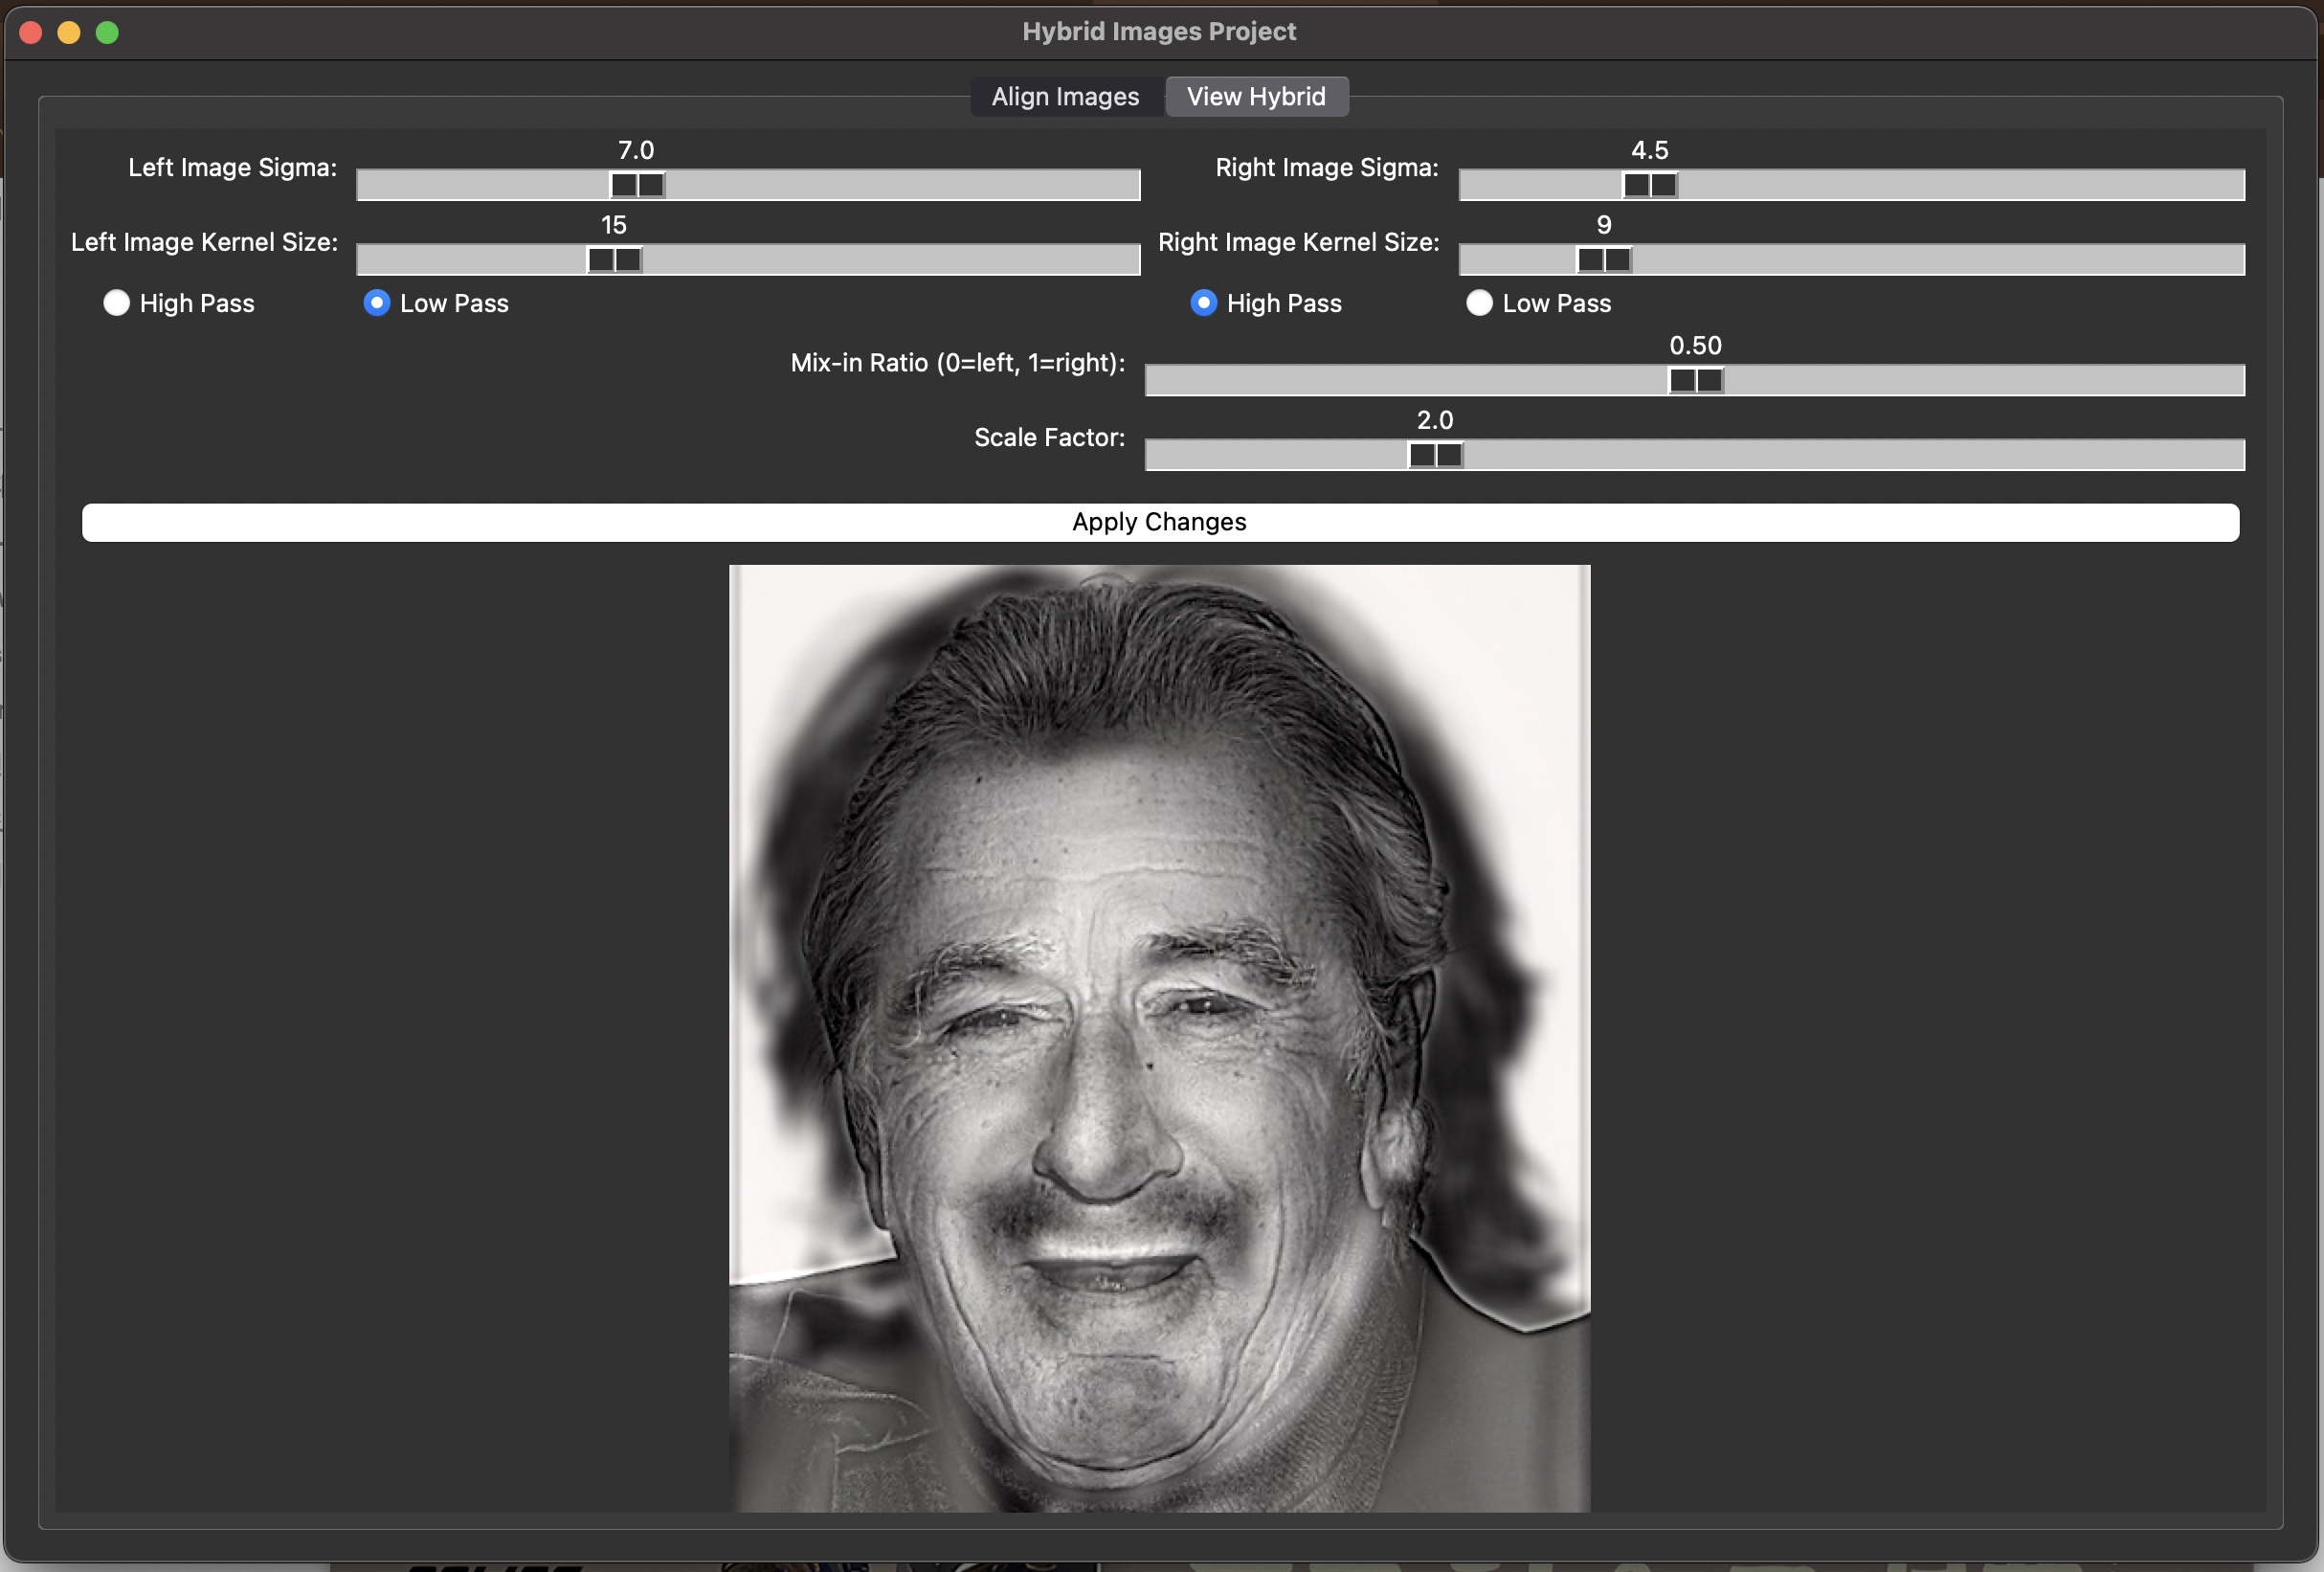 Hybrid Images Project
Align Images View Hybrid
7.0 4.5
Left Image Sigma: Right Image Sigma:
15 9
Left Image Kernel Size: Right Image Kernel Size:
High Pass Low Pass High Pass Low Pass
0.50
Mix-in Ratio (0=left, 1=right):
2.0
Scale Factor:
Apply Changes